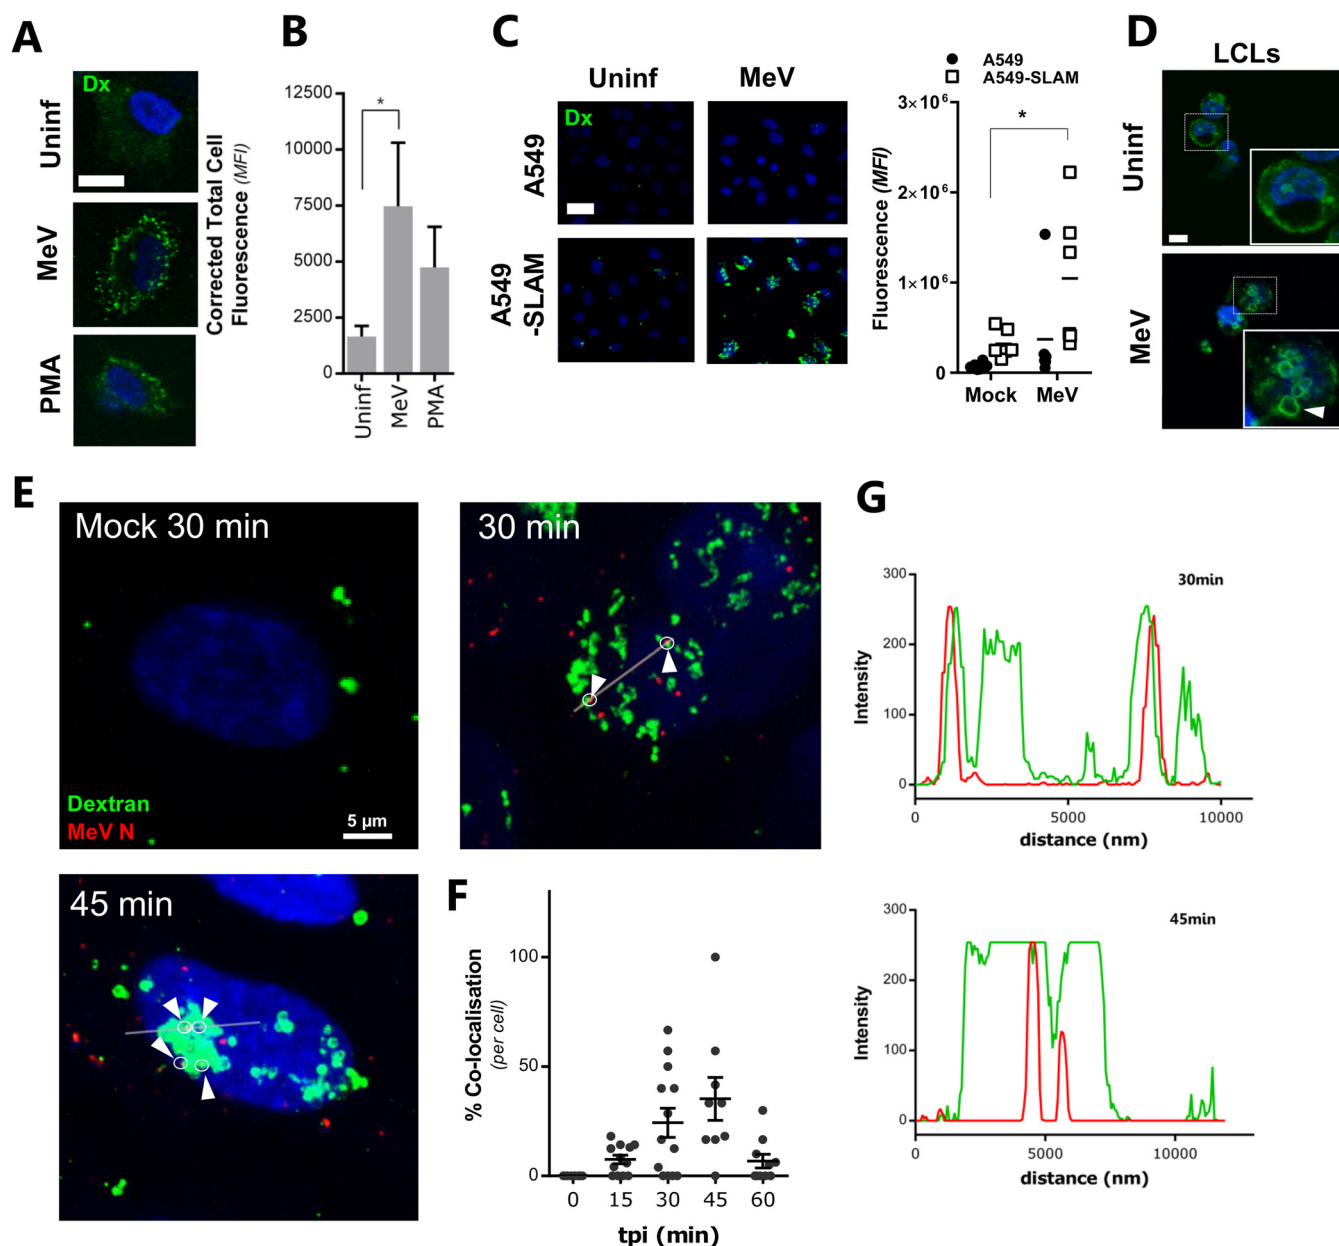 A
Dx
Uninf
MeV
PMA
B
Corrected Total Cell
Fluorescence (MFI)
12500
10000
7500
5000
2500
0
*
Uninf
MeV
PMA
C
Uninf
MeV
Dx
A549
A549
-SLAM
A549
A549-SLAM
Fluorescence (MFI)
3×10⁶
2×10⁶
1×10⁶
0
*
Mock
MeV
D
LCLs
Uninf
MeV
E
Mock 30 min
Dextran
MeV N
5 µm
30 min
45 min
F
% Co-localisation
(per cell)
100
50
0
0 15 30 45 60
tpi (min)
G
30min
Intensity
300
200
100
0
0 5000 10000
distance (nm)
45min
Intensity
300
200
100
0
0 5000 10000
distance (nm)